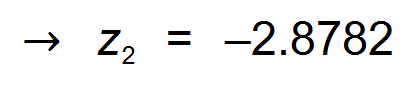 → z₂ = –2.8782